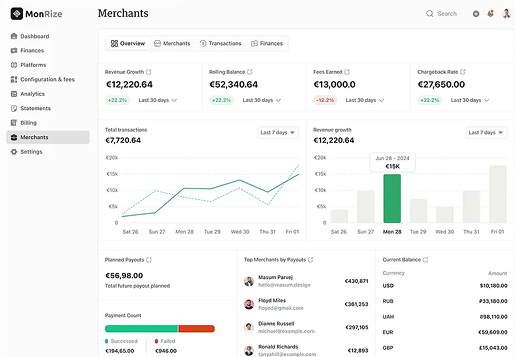 MonRize
Merchants
Search
Dashboard
Finances
Platforms
Configuration & fees
Analytics
Statements
Billing
Merchants
Settings
Overview
Merchants
Transactions
Finances
Revenue Growth
€12,220.64
+22.2%
Last 30 days
Rolling Balance
€52,340.64
+22.2%
Last 30 days
Fees Earned
€13,000.0
-12.2%
Last 30 days
Chargeback Rate
€27,650.00
+22.2%
Last 30 days
Total transactions
€7,720.64
Last 7 days
€20k
€15k
€10k
€5k
0
Sat 26
Sun 27
Mon 28
Tue 29
Wed 30
Thu 31
Fri 01
Revenue growth
€12,220.64
Last 7 days
Jun 28 - 2024
€15K
€20k
€15k
€10k
€5k
0
Sat 26
Sun 27
Mon 28
Tue 29
Wed 30
Thu 31
Fri 01
Planned Payouts
€56,98.00
Total future payout planned
Payment Count
Successed
€194,65.00
Failed
€946.00
Top Merchants by Payouts
Masum Parvej
hello@masum.design
€430,871
Floyd Miles
floyed@gmail.com
€361,253
Dianne Russell
michael@example.com
€297,105
Ronald Richards
tanyahill@example.com
€12,893
Current Balance
Currency
Amount
USD
$10,180.00
RUB
₽33,180.00
UAH
₴98,110.00
EUR
€59,609.00
GBP
£15,043.00